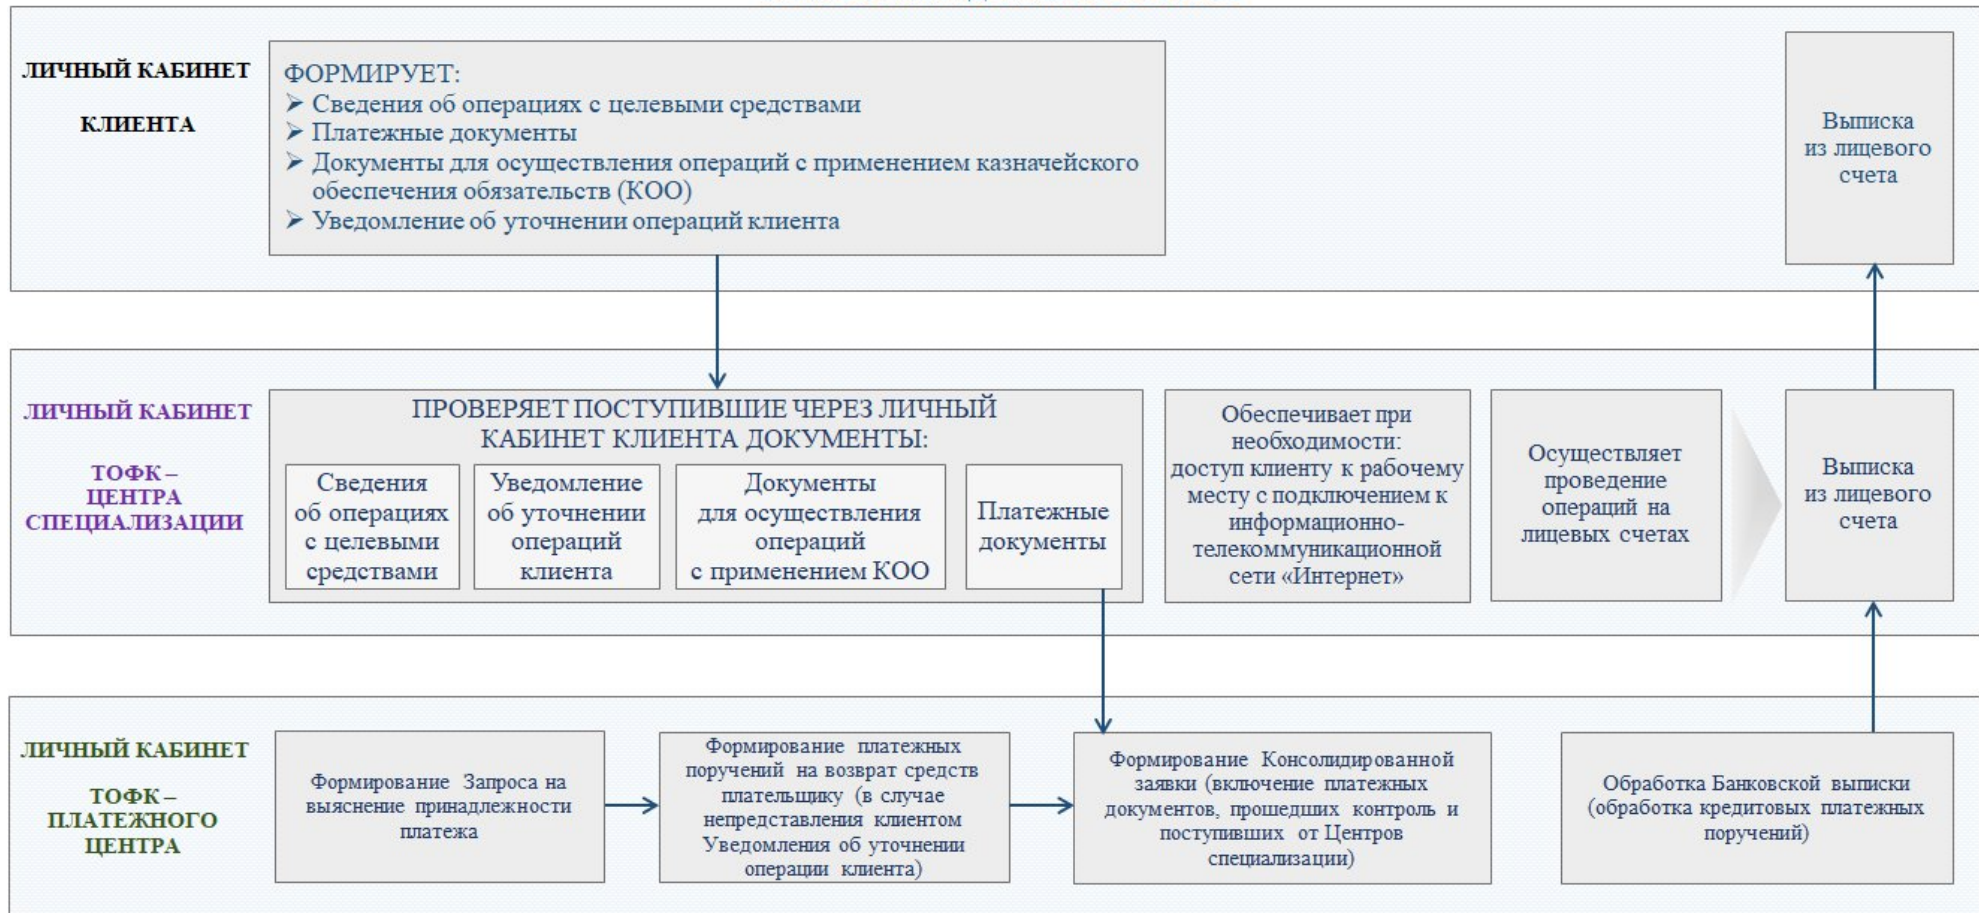 ЛИЧНЫЙ КАБИНЕТ
КЛИЕНТА
ФОРМИРУЕТ:
➢ Сведения об операциях с целевыми средствами
➢ Платежные документы
➢ Документы для осуществления операций с применением казначейского
обеспечения обязательств (КОО)
➢ Уведомление об уточнении операций клиента
Выписка
из лицевого
счета
ЛИЧНЫЙ КАБИНЕТ
ТОФК –
ЦЕНТРА
СПЕЦИАЛИЗАЦИИ
ПРОВЕРЯЕТ ПОСТУПИВШИЕ ЧЕРЕЗ ЛИЧНЫЙ
КАБИНЕТ КЛИЕНТА ДОКУМЕНТЫ:
Сведения
об операциях
с целевыми
средствами
Уведомление
об уточнении
операций
клиента
Документы
для осуществления
операций
с применением КОО
Платежные
документы
Обеспечивает при
необходимости:
доступ клиенту к рабочему
месту с подключением к
информационно-
телекоммуникационной
сети «Интернет»
Осуществляет
проведение
операций на
лицевых счетах
Выписка
из лицевого
счета
ЛИЧНЫЙ КАБИНЕТ
ТОФК –
ПЛАТЕЖНОГО
ЦЕНТРА
Формирование Запроса на
выяснение принадлежности
платежа
Формирование платежных
поручений на возврат средств
плательщику (в случае
непредставления клиентом
Уведомления об уточнении
операции клиента)
Формирование Консолидированной
заявки (включение платежных
документов, прошедших контроль и
поступивших от Центров
специализации)
Обработка Банковской выписки
(обработка кредитовых платежных
поручений)